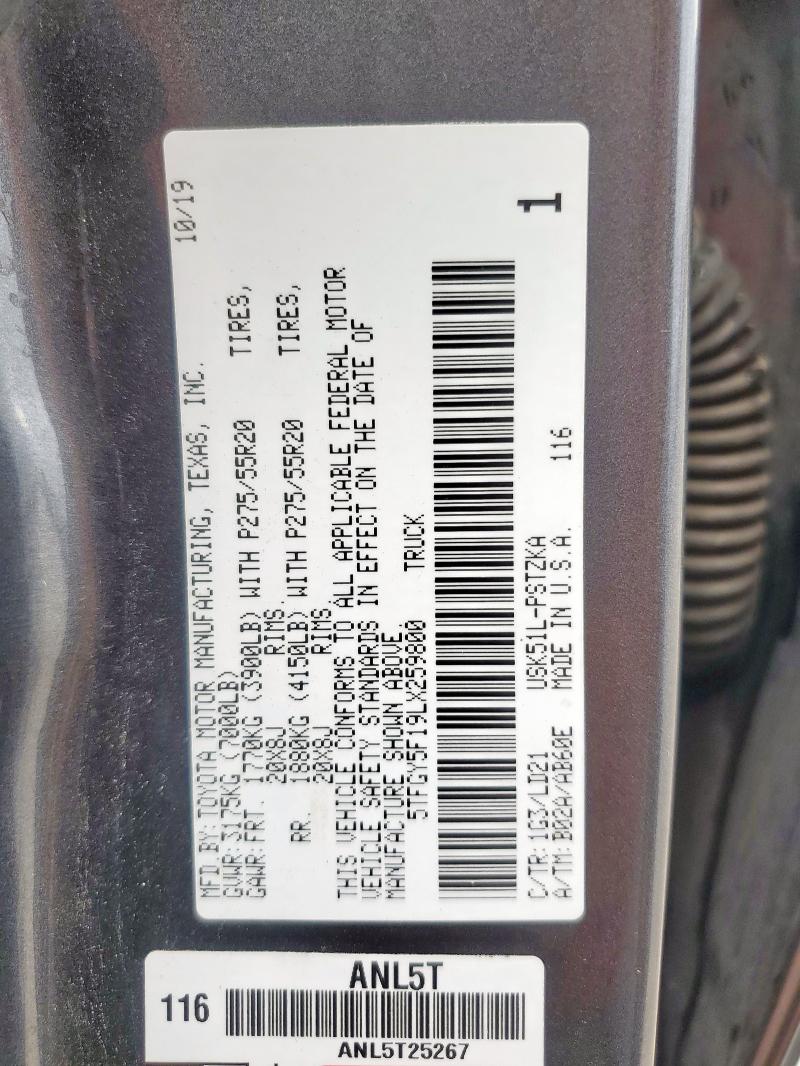 MFD.BY:TOYOTA MOTOR MANUFACTURING, TEXAS, INC. 10/19
GVWR:3175KG (7000LB)
GAWR:FRT. 1770KG (3900LB) WITH P275/55R20 TIRES,
20X8J RIMS.
RR. 1880KG (4150LB) WITH P275/55R20 TIRES,
20X8J RIMS
THIS VEHICLE CONFORMS TO ALL APPLICABLE FEDERAL MOTOR
VEHICLE SAFETY STANDARDS IN EFFECT ON THE DATE OF
MANUFACTURE SHOWN ABOVE.
5TFGY5F19LX259800 TRUCK
C/TR: 1G3/LD21 USK51L-PSTZKA
A/TM: B02A/AB60E MADE IN U.S.A. 116
1
ANL5T
116
ANL5T25267